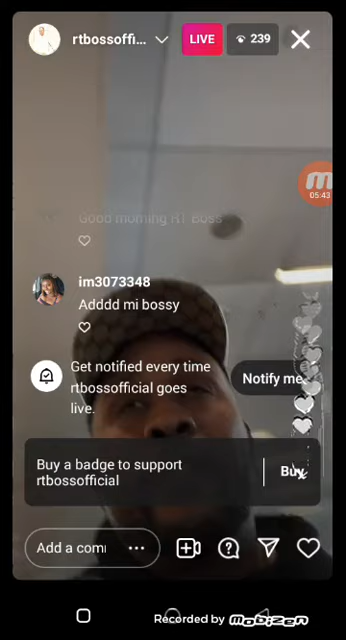 rtbossoffi...
LIVE
239
05:43
Good morning RT Boss
im3073348
Adddd mi bossy
Get notified every time
rtbossofficial goes
live.
Notify me
Buy a badge to support
rtbossofficial
Buy
Add a com
Recorded by mobizen